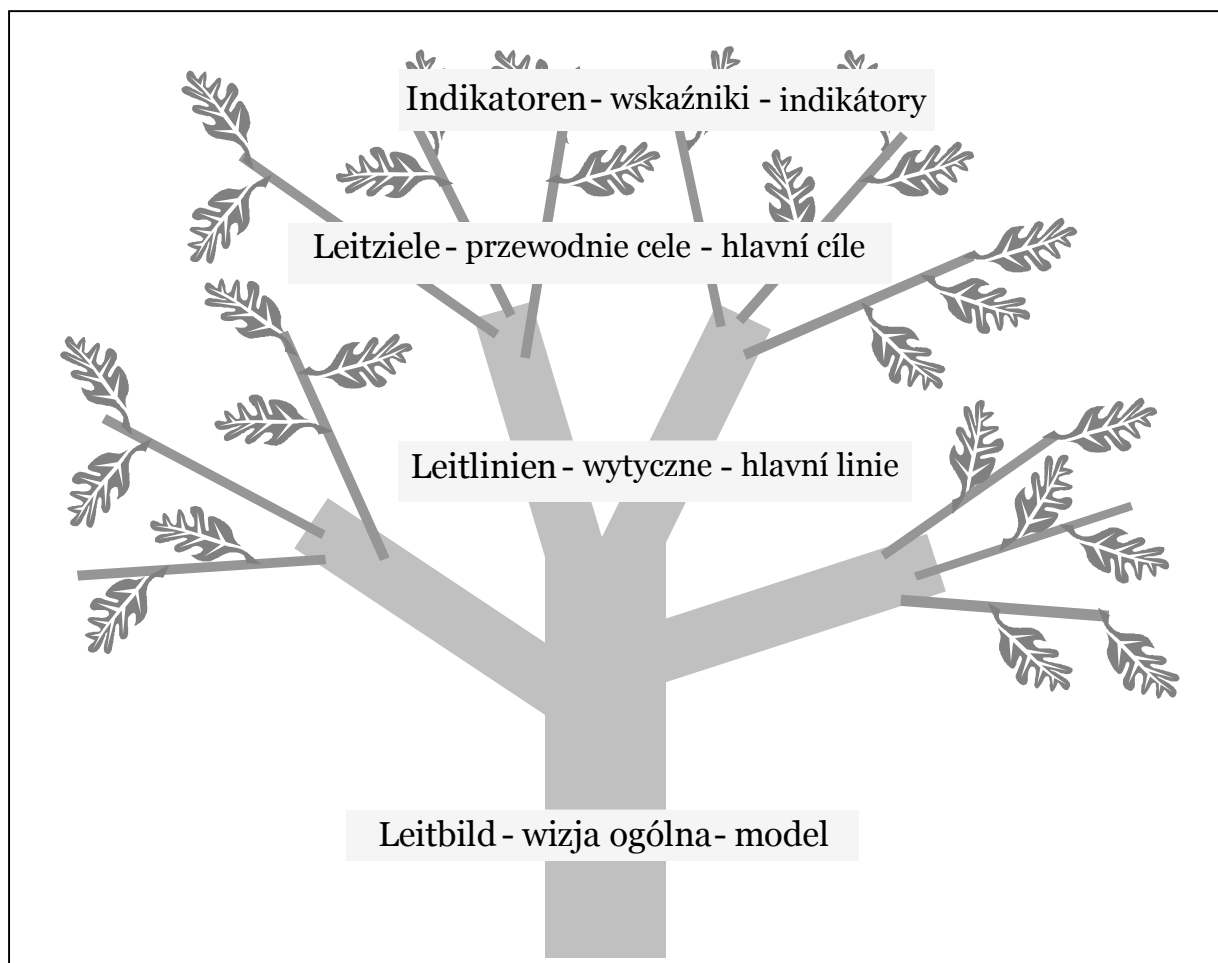 Indikatoren - wskaźniki - indikátory
Leitziele - przewodnie cele - hlavní cíle
Leitlinien - wytyczne - hlavní linie
Leitbild - wizja ogólna - model